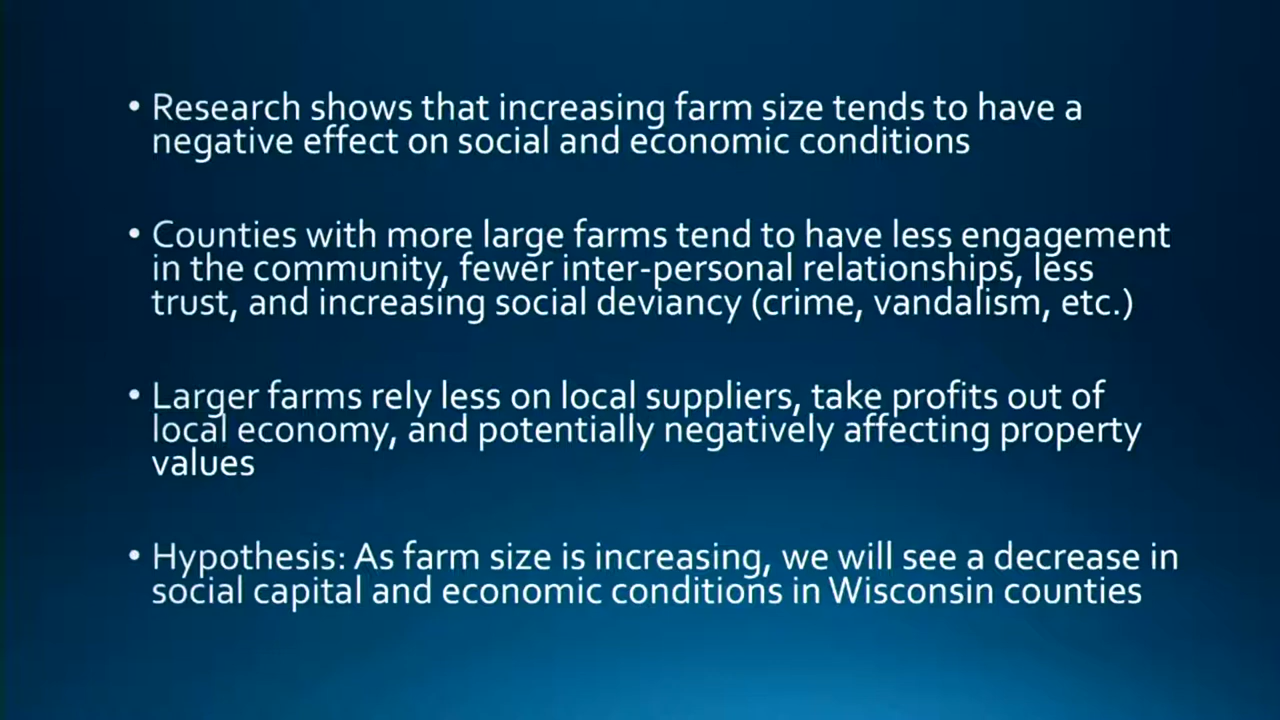 • Research shows that increasing farm size tends to have a
negative effect on social and economic conditions
• Counties with more large farms tend to have less engagement
in the community, fewer inter-personal relationships, less
trust, and increasing social deviancy (crime, vandalism, etc.)
• Larger farms rely less on local suppliers, take profits out of
local economy, and potentially negatively affecting property
values
• Hypothesis: As farm size is increasing, we will see a decrease in
social capital and economic conditions in Wisconsin counties